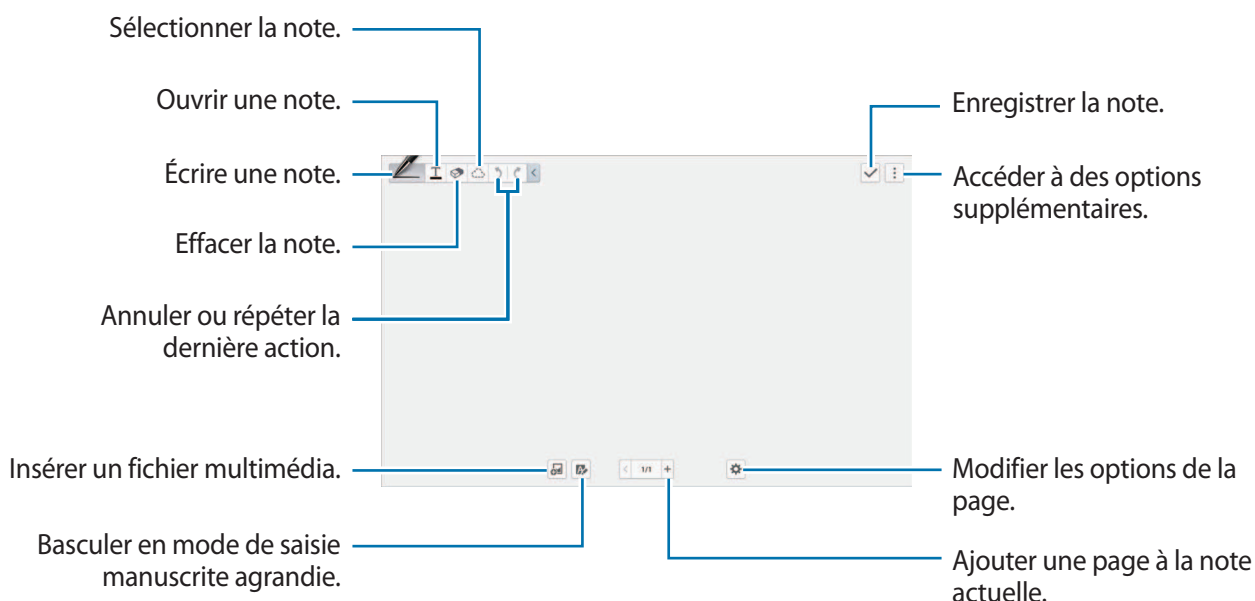 Sélectionner la note.
Ouvrir une note.
Écrire une note.
Effacer la note.
Annuler ou répéter la
dernière action.
Insérer un fichier multimédia.
Basculer en mode de saisie
manuscrite agrandie.
T
1/1
Enregistrer la note.
Accéder à des options
supplémentaires.
Modifier les options de la
page.
Ajouter une page à la note
actuelle.